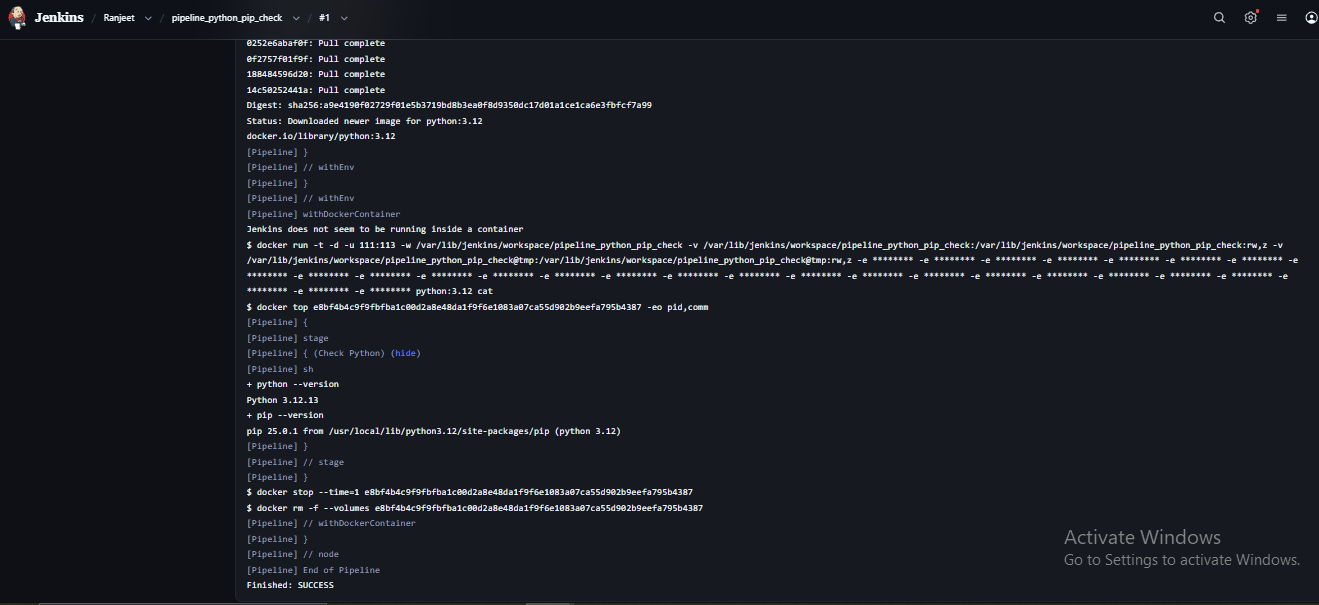 Jenkins / Ranjeet / pipeline_python_pip_check / #1
0252e6abaf0f: Pull complete
0f2757f01f9f: Pull complete
188484596d20: Pull complete
14c50252441a: Pull complete
Digest: sha256:a9e4190f02729f01e5b3719bd8b3ea0f8d9350dc17d01a1ce1ca6e3fbfcf7a99
Status: Downloaded newer image for python:3.12
docker.io/library/python:3.12
[Pipeline] }
[Pipeline] // withEnv
[Pipeline] }
[Pipeline] // withEnv
[Pipeline] withDockerContainer
Jenkins does not seem to be running inside a container
$ docker run -t -d -u 111:113 -w /var/lib/jenkins/workspace/pipeline_python_pip_check -v /var/lib/jenkins/workspace/pipeline_python_pip_check:/var/lib/jenkins/workspace/pipeline_python_pip_check:rw,z -v
/var/lib/jenkins/workspace/pipeline_python_pip_check@tmp:/var/lib/jenkins/workspace/pipeline_python_pip_check@tmp:rw,z -e ******** -e ******** -e ******** -e ******** -e ******** -e ******** -e ******** -e
******** -e ******** -e ******** -e ******** -e ******** -e ******** -e ******** -e ******** -e ******** -e ******** -e ******** -e ******** -e ******** -e ******** -e ******** -e ******** -e ******** -e
******** -e ******** -e ******** python:3.12 cat
$ docker top e8bf4b4c9f9fbfba1c00d2a8e48da1f9f6e1083a07ca55d902b9eefa795b4387 -eo pid,comm
[Pipeline] {
[Pipeline] stage
[Pipeline] { (Check Python) (hide)
[Pipeline] sh
+ python --version
Python 3.12.13
+ pip --version
pip 25.0.1 from /usr/local/lib/python3.12/site-packages/pip (python 3.12)
[Pipeline] }
[Pipeline] // stage
[Pipeline] }
$ docker stop --time=1 e8bf4b4c9f9fbfba1c00d2a8e48da1f9f6e1083a07ca55d902b9eefa795b4387
$ docker rm -f --volumes e8bf4b4c9f9fbfba1c00d2a8e48da1f9f6e1083a07ca55d902b9eefa795b4387
[Pipeline] // withDockerContainer
[Pipeline] }
[Pipeline] // node
[Pipeline] End of Pipeline
Finished: SUCCESS
Activate Windows
Go to Settings to activate Windows.